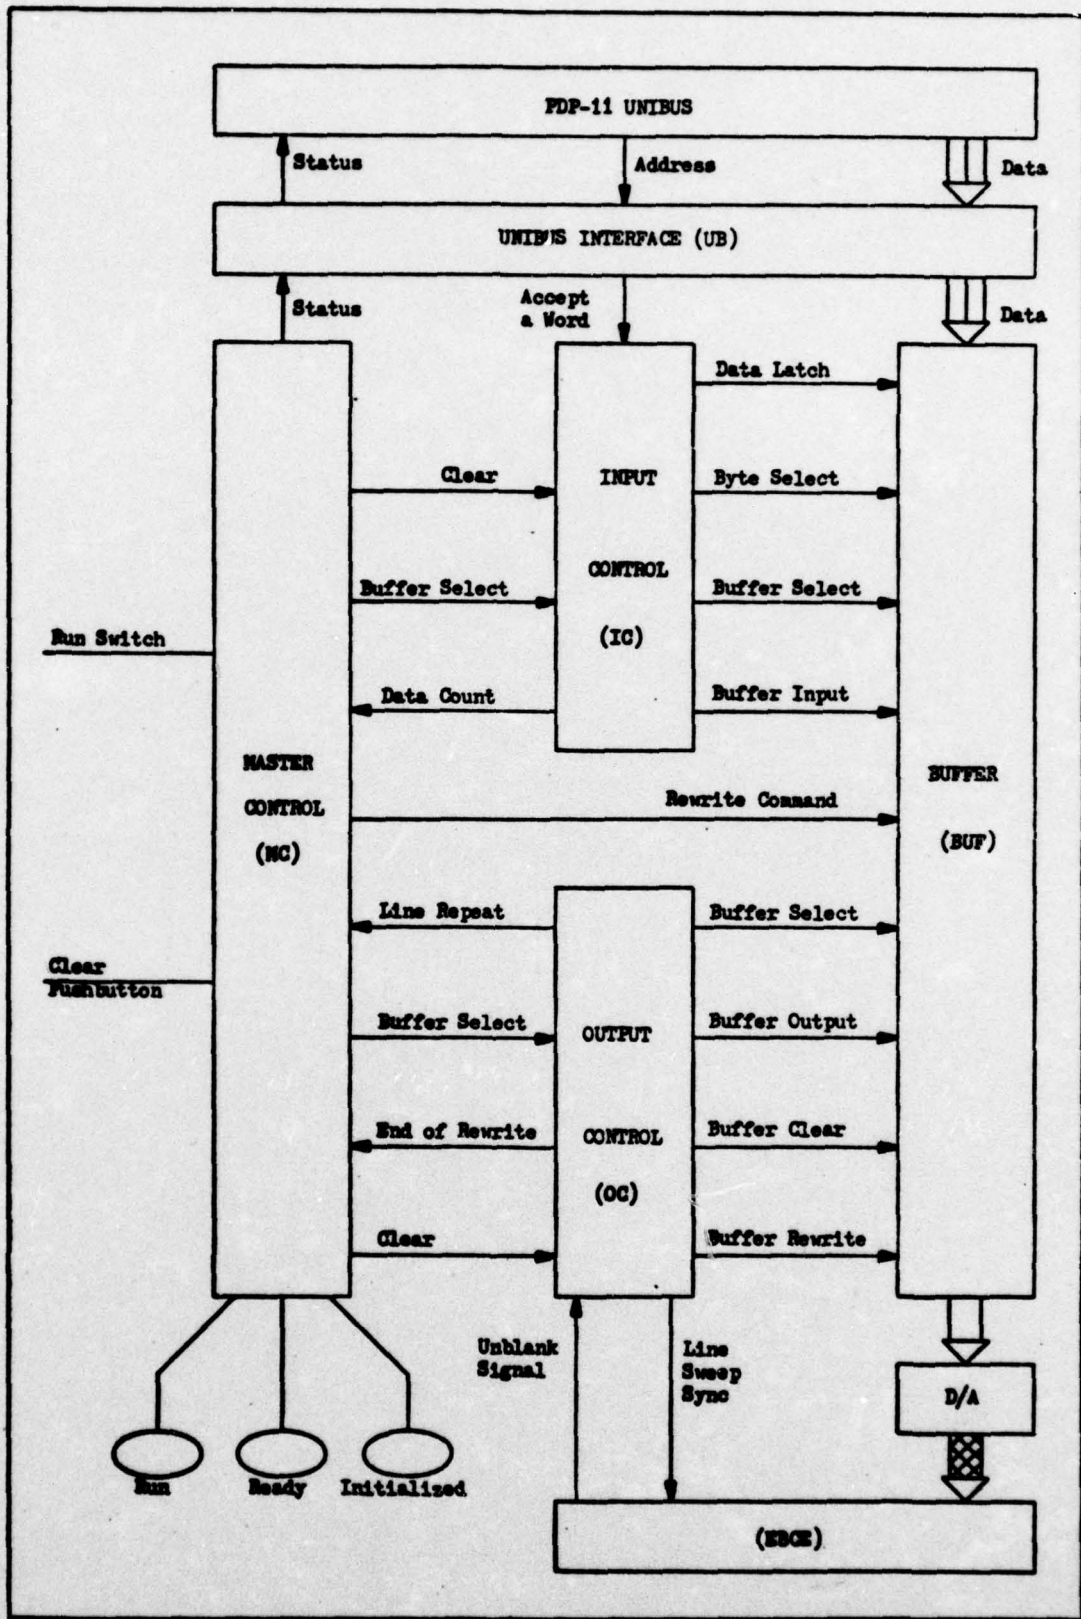 PDP-11 UNIBUS
Status
Address
Data
UNIBUS INTERFACE (UB)
Status
Accept
a Word
Data
Data Latch
Clear
INPUT
Byte Select
CONTROL
Buffer Select
Buffer Select
Run Switch
(IC)
Data Count
Buffer Input
MASTER
BUFFER
Rewrite Command
CONTROL
(MC)
(BUF)
Line Repeat
Buffer Select
Clear
Pushbutton
Buffer Select
OUTPUT
Buffer Output
End of Rewrite
CONTROL
Buffer Clear
(OC)
Clear
Buffer Rewrite
Unblank
Signal
Line
Sweep
Sync
D/A
Run
Ready
Initialized